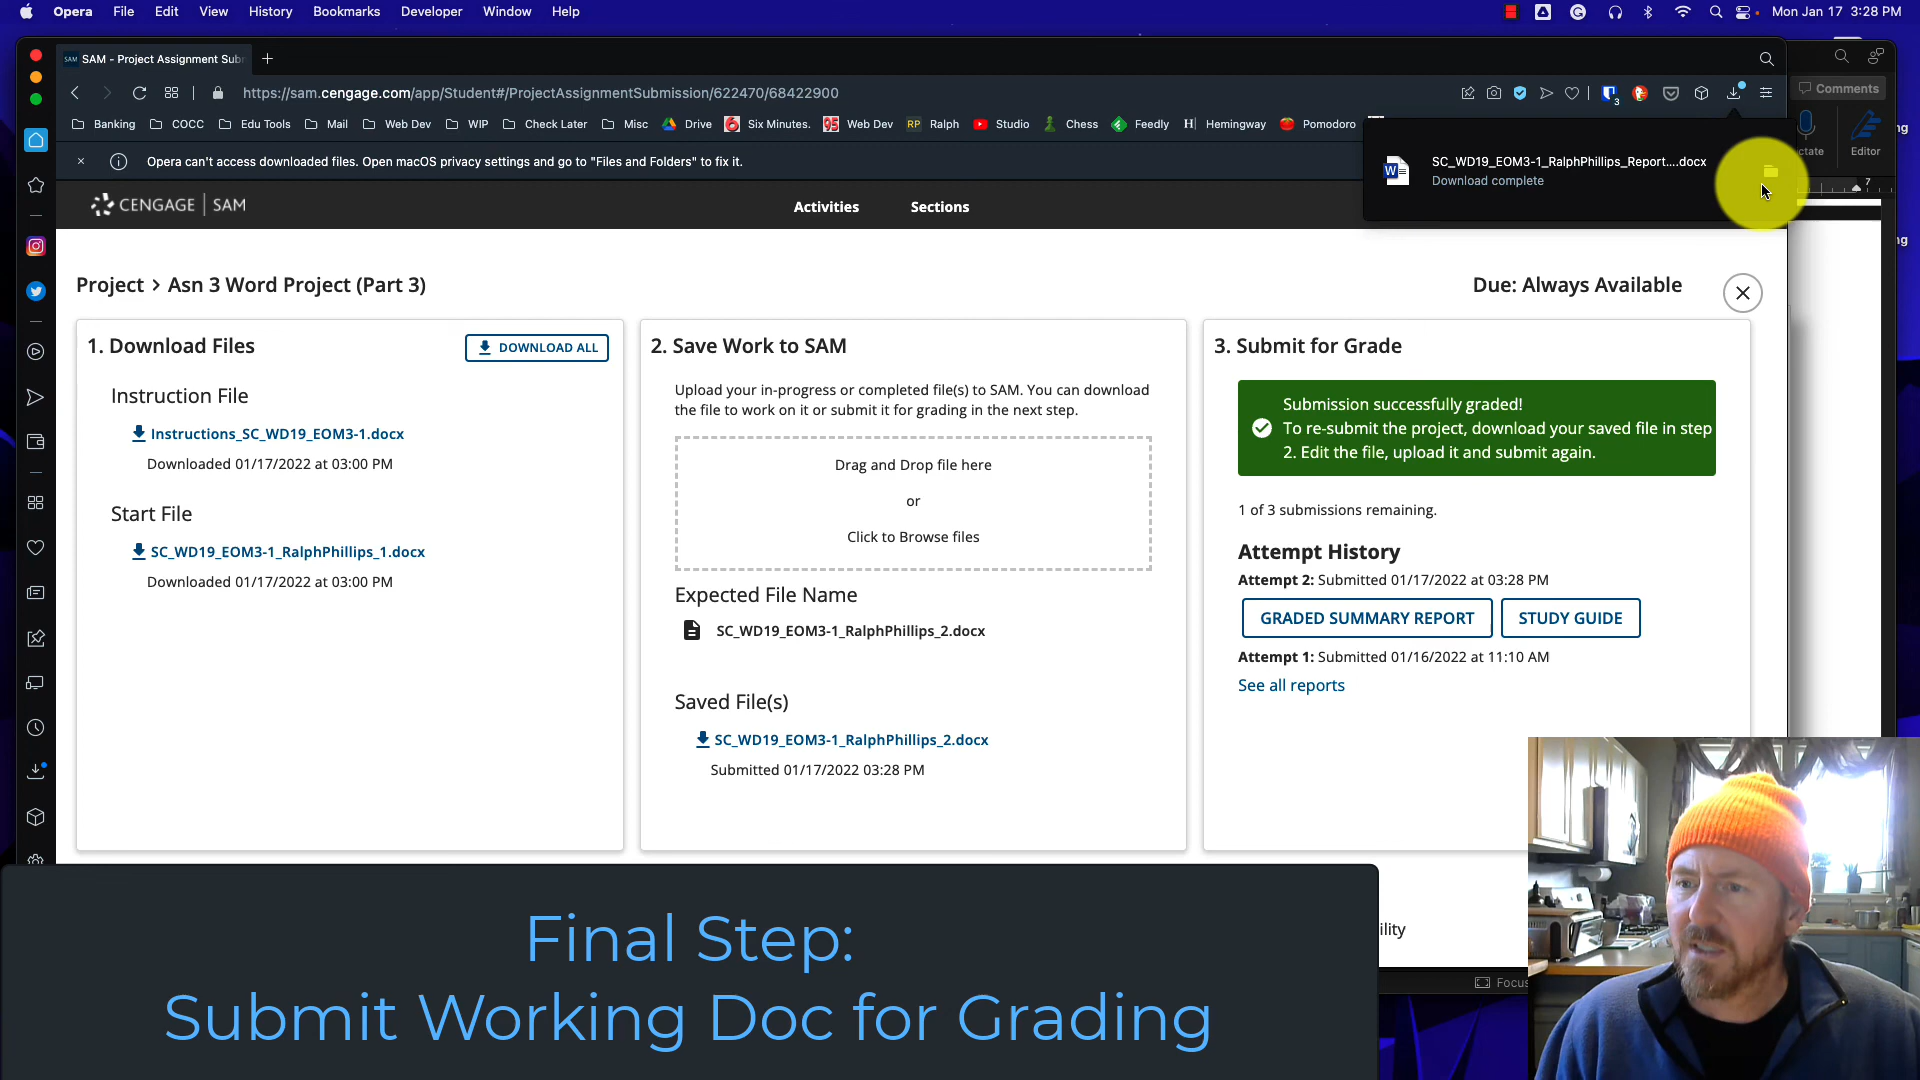 Opera File Edit View History Bookmarks Developer Window Help
Mon Jan 17 3:28 PM
SAM - Project Assignment Sub
https://sam.cengage.com/app/Student#/ProjectAssignmentSubmission/622470/68422900
3
Comments
Banking COCC Edu Tools Mail Web Dev WIP Check Later Misc Drive Six Minutes. Web Dev Ralph Studio Chess Feedly Hemingway Pomodoro
Editor
Opera can't access downloaded files. Open macOS privacy settings and go to "Files and Folders" to fix it.
SC_WD19_EOM3-1_RalphPhillips_Report....docx
Download complete
7
CENGAGE | SAM
Activities
Sections
Project > Asn 3 Word Project (Part 3)
Due: Always Available
1. Download Files
DOWNLOAD ALL
Instruction File
Instructions_SC_WD19_EOM3-1.docx
Downloaded 01/17/2022 at 03:00 PM
Start File
SC_WD19_EOM3-1_RalphPhillips_1.docx
Downloaded 01/17/2022 at 03:00 PM
2. Save Work to SAM
Upload your in-progress or completed file(s) to SAM. You can download
the file to work on it or submit it for grading in the next step.
Drag and Drop file here
or
Click to Browse files
Expected File Name
SC_WD19_EOM3-1_RalphPhillips_2.docx
Saved File(s)
SC_WD19_EOM3-1_RalphPhillips_2.docx
Submitted 01/17/2022 03:28 PM
3. Submit for Grade
Submission successfully graded!
To re-submit the project, download your saved file in step
2. Edit the file, upload it and submit again.
1 of 3 submissions remaining.
Attempt History
Attempt 2: Submitted 01/17/2022 at 03:28 PM
GRADED SUMMARY REPORT
STUDY GUIDE
Attempt 1: Submitted 01/16/2022 at 11:10 AM
See all reports
ility
Focus
Final Step:
Submit Working Doc for Grading